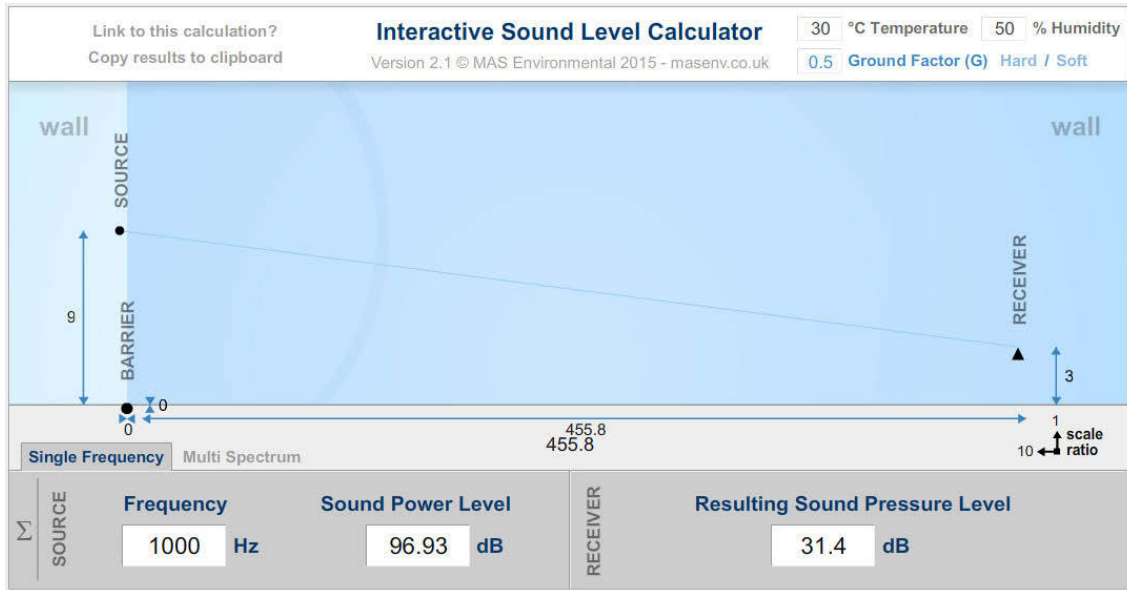 Link to this calculation?
Copy results to clipboard
Interactive Sound Level Calculator
Version 2.1 © MAS Environmental 2015 - masenv.co.uk
30 °C Temperature 50 % Humidity
0.5 Ground Factor (G) Hard / Soft
wall
wall
SOURCE
RECEIVER
BARRIER
9
3
0
0
455.8
455.8
1
scale
10 ratio
Single Frequency Multi Spectrum
Σ
SOURCE
Frequency
1000 Hz
Sound Power Level
96.93 dB
RECEIVER
Resulting Sound Pressure Level
31.4 dB